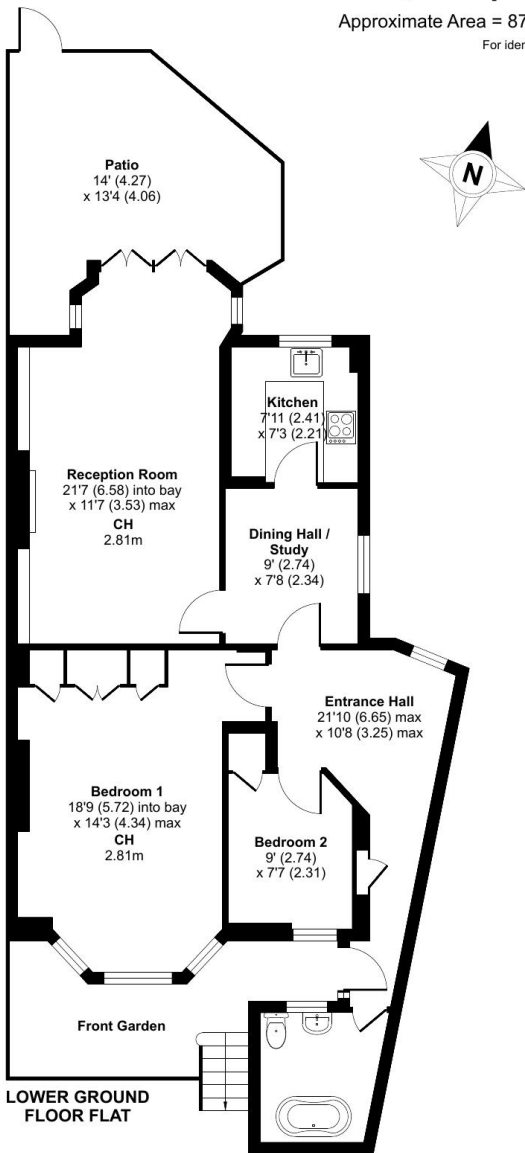 Approximate Area = 87
For iden
Patio
14' (4.27)
x 13'4 (4.06)
N
Kitchen
7'11 (2.41)
x 7'3 (2.21)
Reception Room
21'7 (6.58) into bay
x 11'7 (3.53) max
CH
2.81m
Dining Hall /
Study
9' (2.74)
x 7'8 (2.34)
Entrance Hall
21'10 (6.65) max
x 10'8 (3.25) max
Bedroom 1
18'9 (5.72) into bay
x 14'3 (4.34) max
CH
2.81m
Bedroom 2
9' (2.74)
x 7'7 (2.31)
Front Garden
LOWER GROUND
FLOOR FLAT